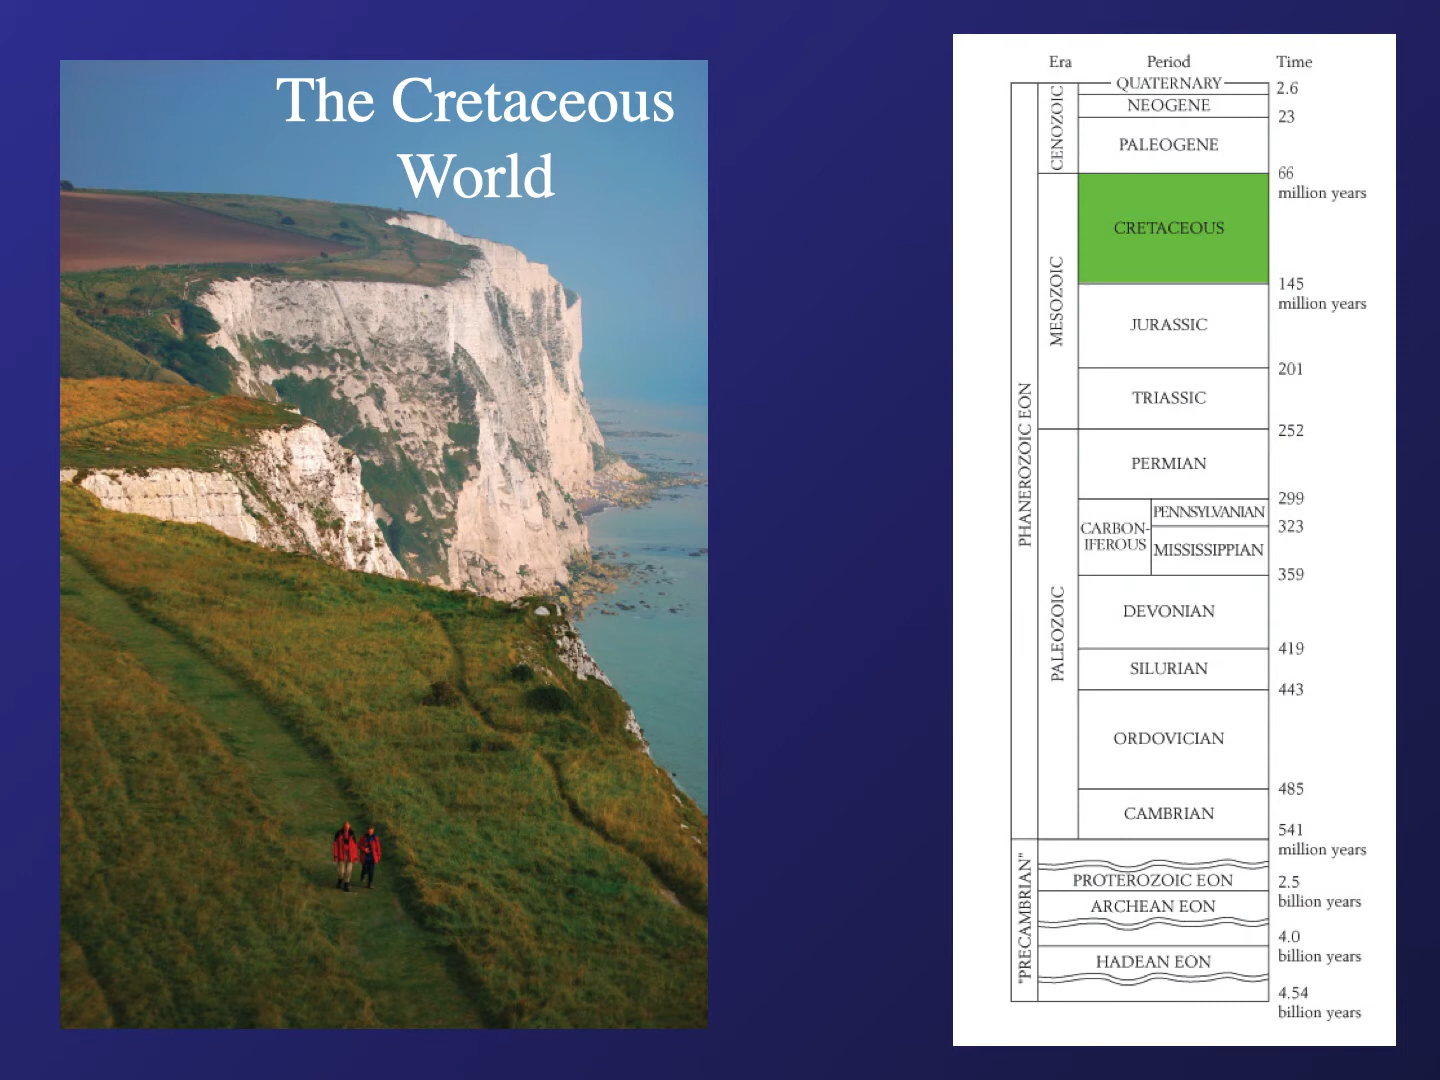 The Cretaceous
World
Era
Period
Time
CENOZOIC
QUATERNARY
2.6
NEOGENE
23
PALEOGENE
66
million years
MESOZOIC
CRETACEOUS
145
million years
JURASSIC
201
TRIASSIC
252
PHANEROZOIC EON
PALEOZOIC
PERMIAN
299
CARBON-
IFEROUS
PENNSYLVANIAN
323
MISSISSIPPIAN
359
DEVONIAN
419
SILURIAN
443
ORDOVICIAN
485
CAMBRIAN
541
million years
"PRECAMBRIAN"
PROTEROZOIC EON
2.5
billion years
ARCHEAN EON
4.0
billion years
HADEAN EON
4.54
billion years